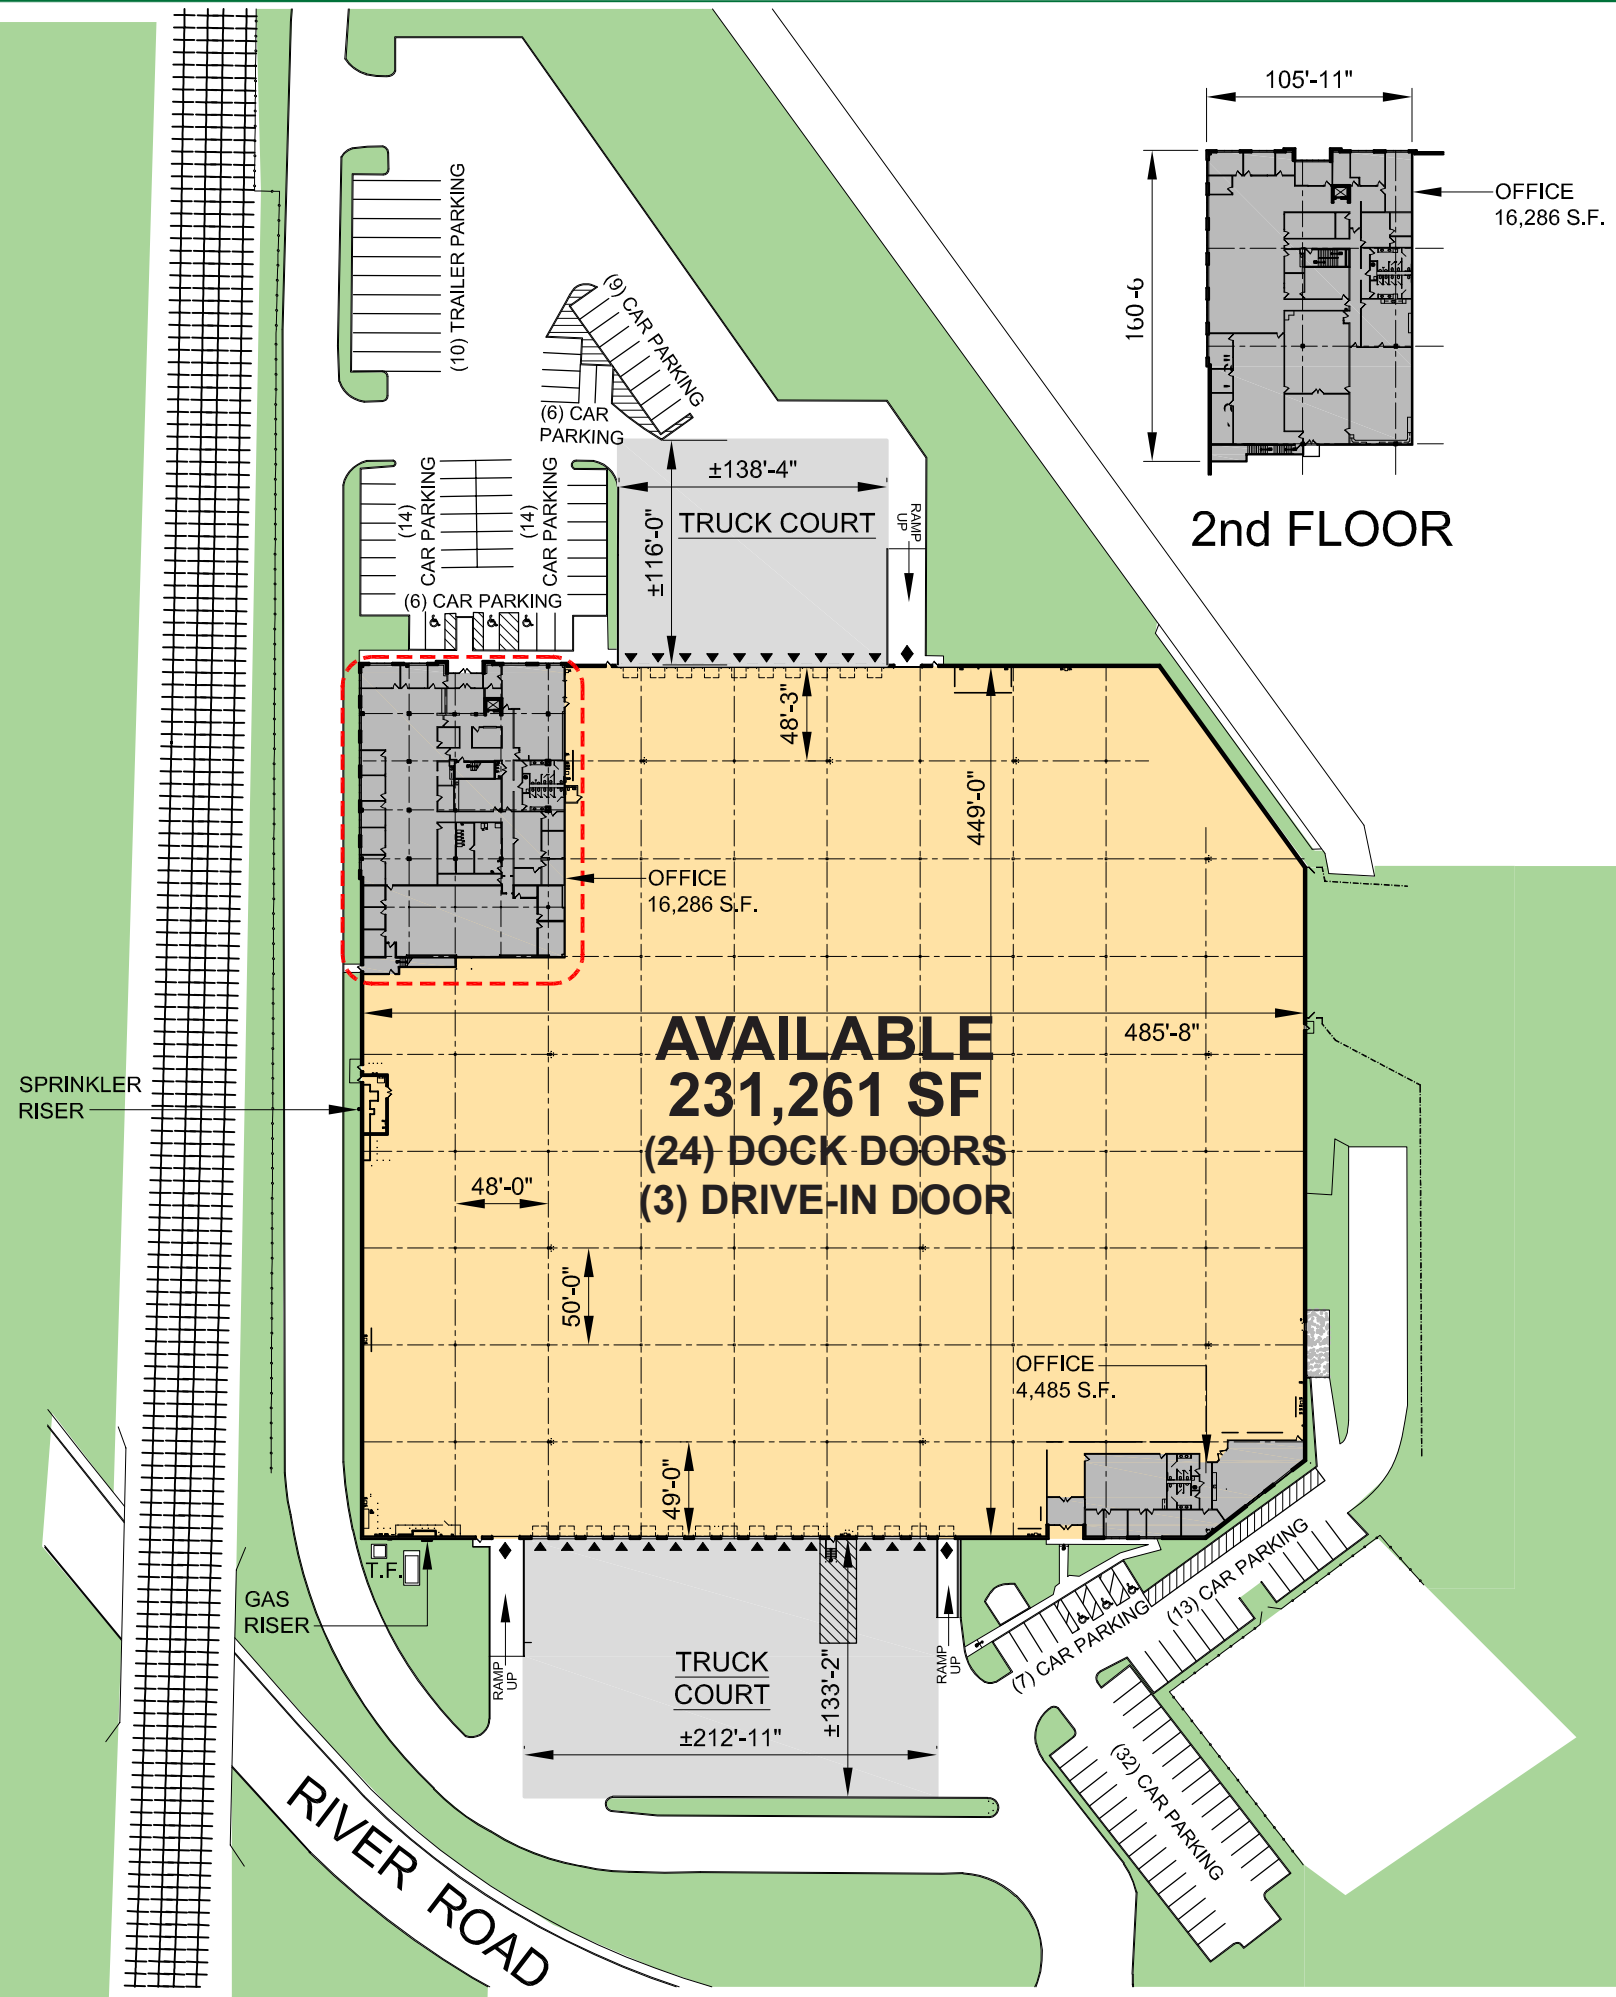 105'-11"
OFFICE
16,286 S.F.
160'-6
2nd FLOOR
(10) TRAILER PARKING
(9) CAR PARKING
(6) CAR
PARKING
(14)
CAR PARKING
(14)
CAR PARKING
(6) CAR PARKING
±138'-4"
TRUCK COURT
±116'-0"
RAMP
UP
48'-3"
449'-0"
OFFICE
16,286 S.F.
AVAILABLE
231,261 SF
(24) DOCK DOORS
(3) DRIVE-IN DOOR
485'-8"
SPRINKLER
RISER
48'-0"
50'-0"
OFFICE
4,485 S.F.
49'-0"
T.F.
GAS
RISER
RAMP
UP
TRUCK
COURT
±212'-11"
±133'-2"
RAMP
UP
(7) CAR PARKING
(13) CAR PARKING
(32) CAR PARKING
RIVER ROAD